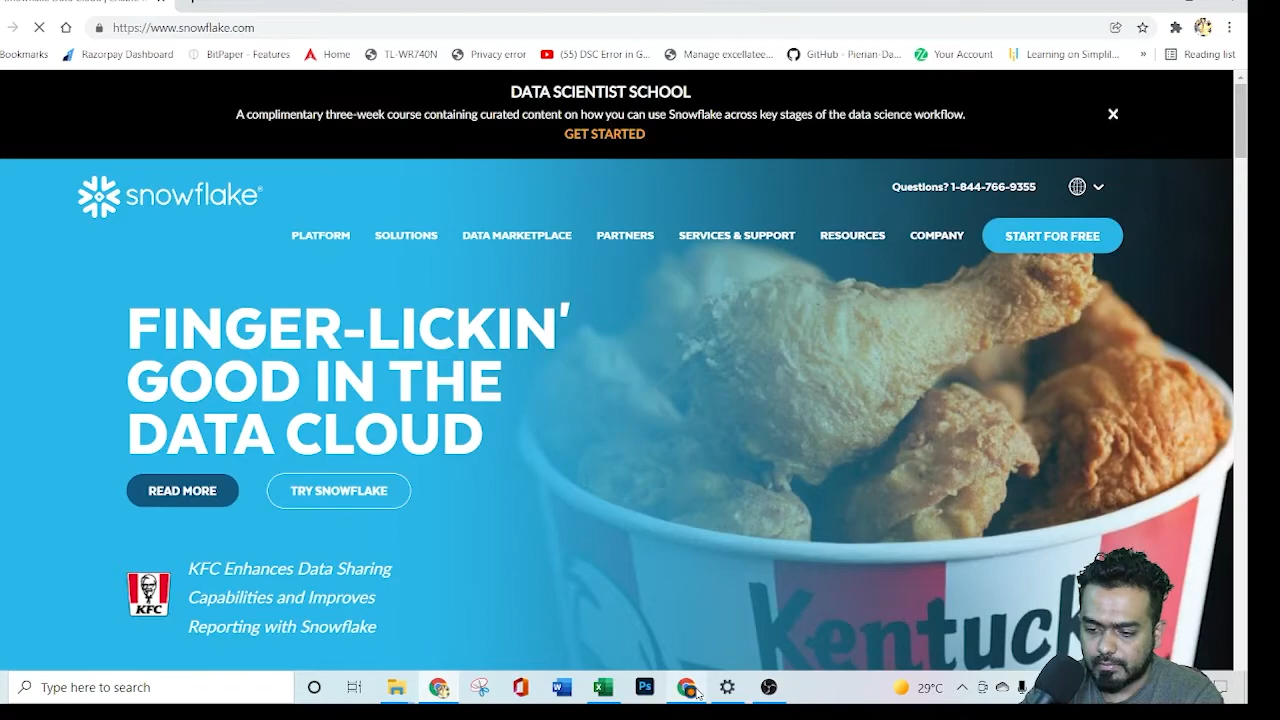 https://www.snowflake.com
Bookmarks Razorpay Dashboard BitPaper - Features Home TL-WR740N Privacy error (55) DSC Error in G... Manage excellatee... GitHub - Pierian-Da... Your Account Learning on Simplil... » Reading list
DATA SCIENTIST SCHOOL
A complimentary three-week course containing curated content on how you can use Snowflake across key stages of the data science workflow.
GET STARTED
snowflake®
Questions? 1-844-766-9355
PLATFORM SOLUTIONS DATA MARKETPLACE PARTNERS SERVICES & SUPPORT RESOURCES COMPANY START FOR FREE
FINGER-LICKIN'
GOOD IN THE
DATA CLOUD
READ MORE TRY SNOWFLAKE
KFC Enhances Data Sharing
Capabilities and Improves
Reporting with Snowflake
KFC
Kentuck
Type here to search
29°C